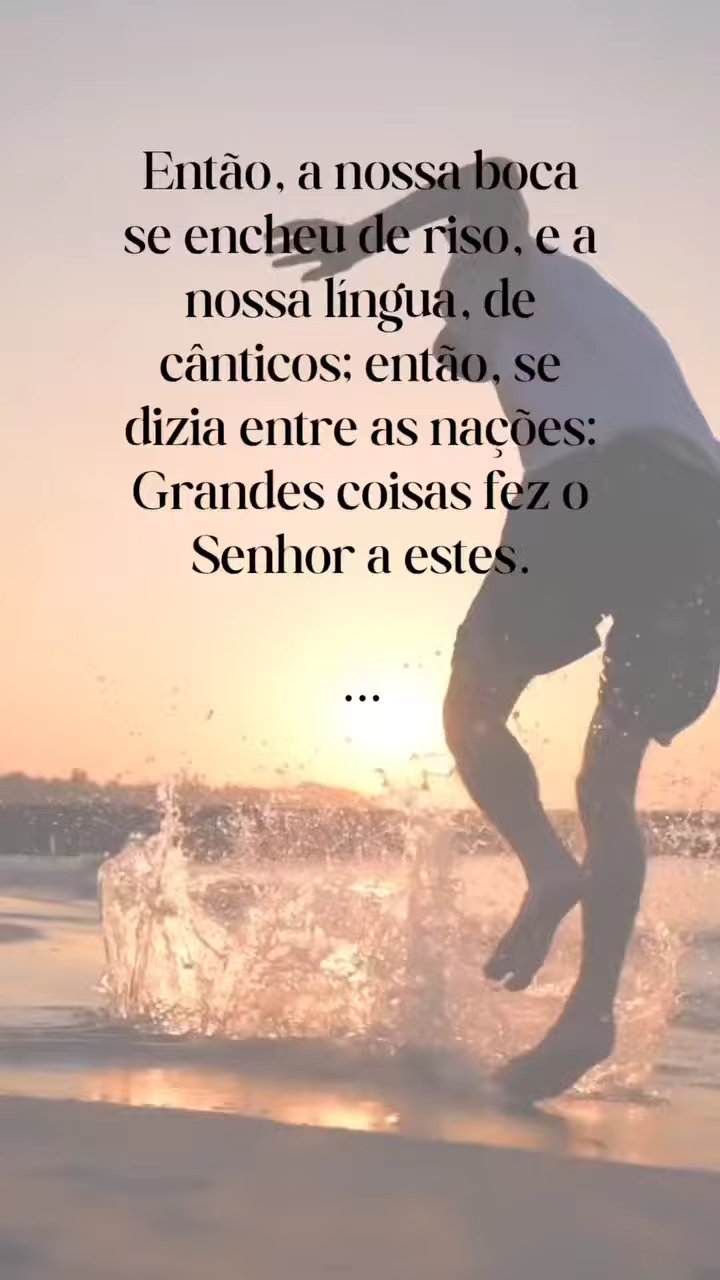 Então, a nossa boca
se encheu de riso, e a
nossa língua, de
cânticos; então, se
dizia entre as nações:
Grandes coisas fez o
Senhor a estes.
...